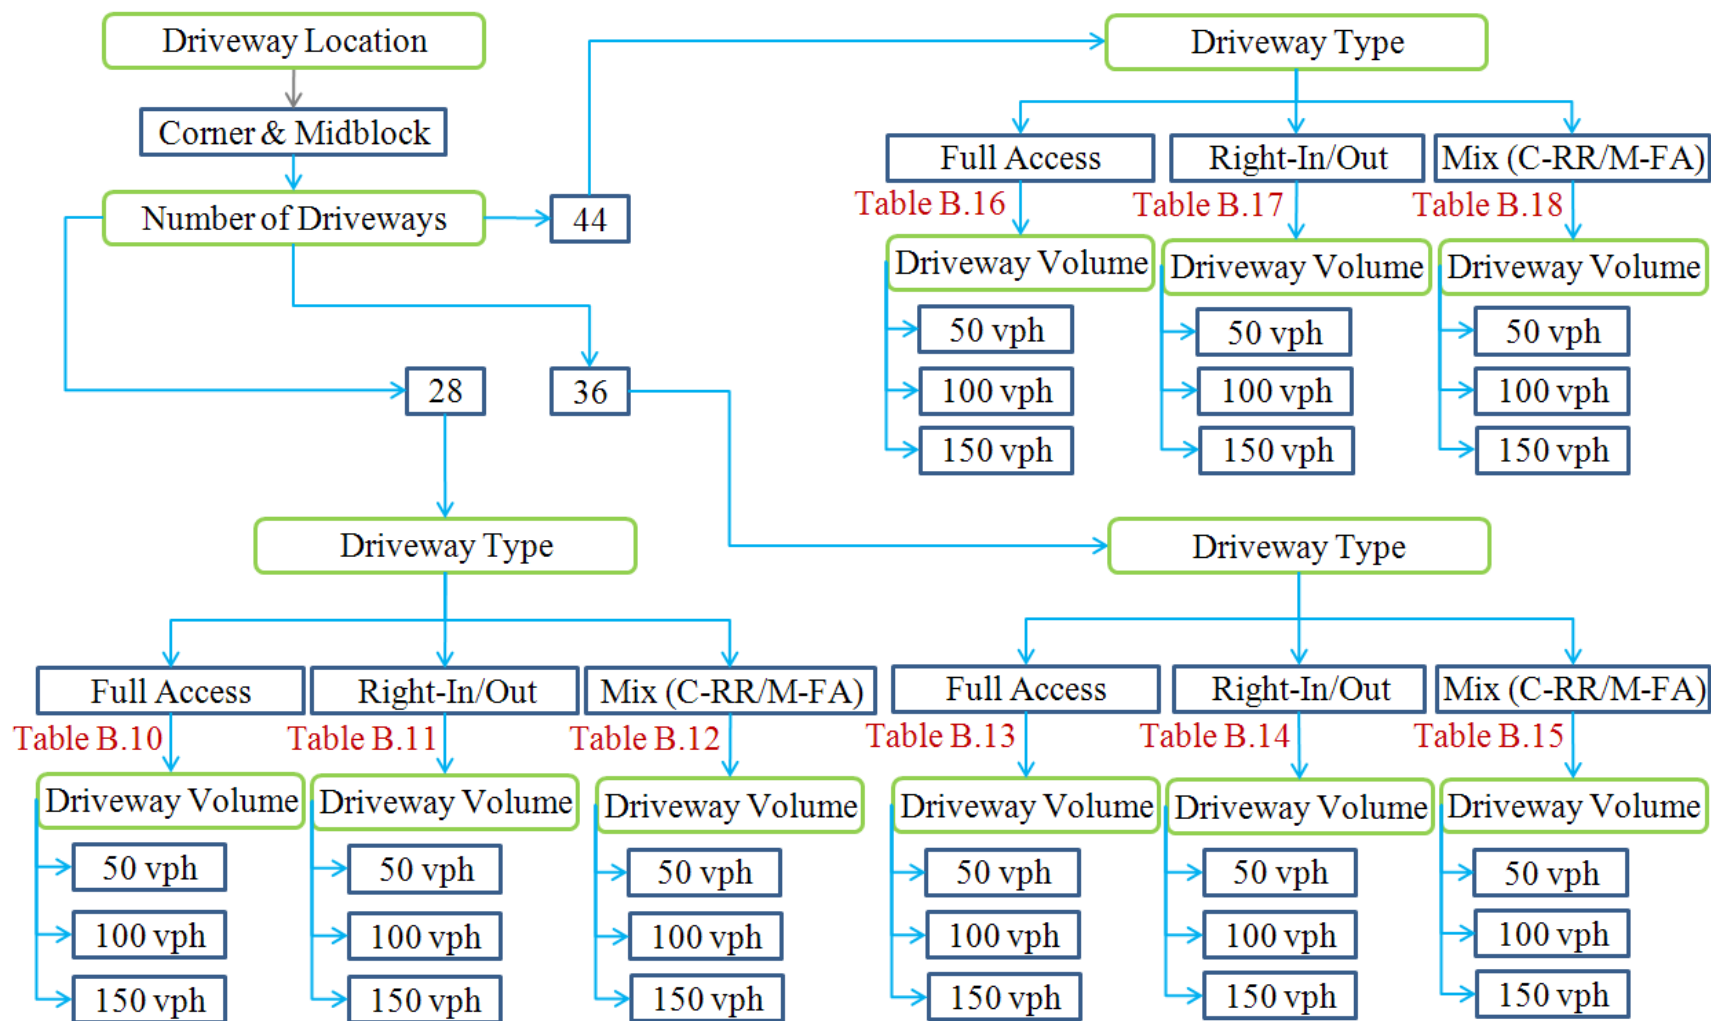 Driveway Location
Corner & Midblock
Number of Driveways
44
28
36
Driveway Type
Full Access
Right-In/Out
Mix (C-RR/M-FA)
Table B.16
Table B.17
Table B.18
Driveway Volume
Driveway Volume
Driveway Volume
50 vph
50 vph
50 vph
100 vph
100 vph
100 vph
150 vph
150 vph
150 vph
Driveway Type
Full Access
Right-In/Out
Mix (C-RR/M-FA)
Table B.10
Table B.11
Table B.12
Driveway Volume
Driveway Volume
Driveway Volume
50 vph
50 vph
50 vph
100 vph
100 vph
100 vph
150 vph
150 vph
150 vph
Driveway Type
Full Access
Right-In/Out
Mix (C-RR/M-FA)
Table B.13
Table B.14
Table B.15
Driveway Volume
Driveway Volume
Driveway Volume
50 vph
50 vph
50 vph
100 vph
100 vph
100 vph
150 vph
150 vph
150 vph